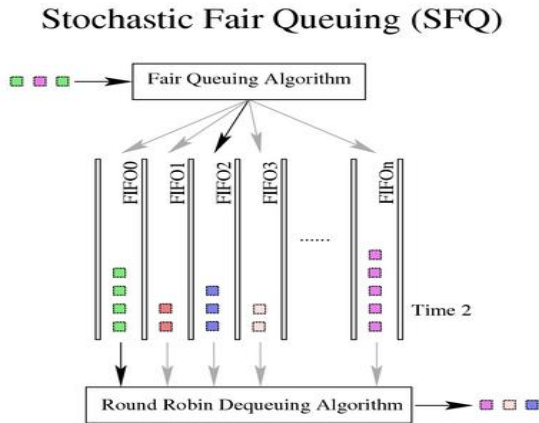 Stochastic Fair Queuing (SFQ)
Fair Queuing Algorithm
FIFO0
FIFO1
FIFO2
FIFO3
FIFOn
......
Time 2
Round Robin Dequeuing Algorithm